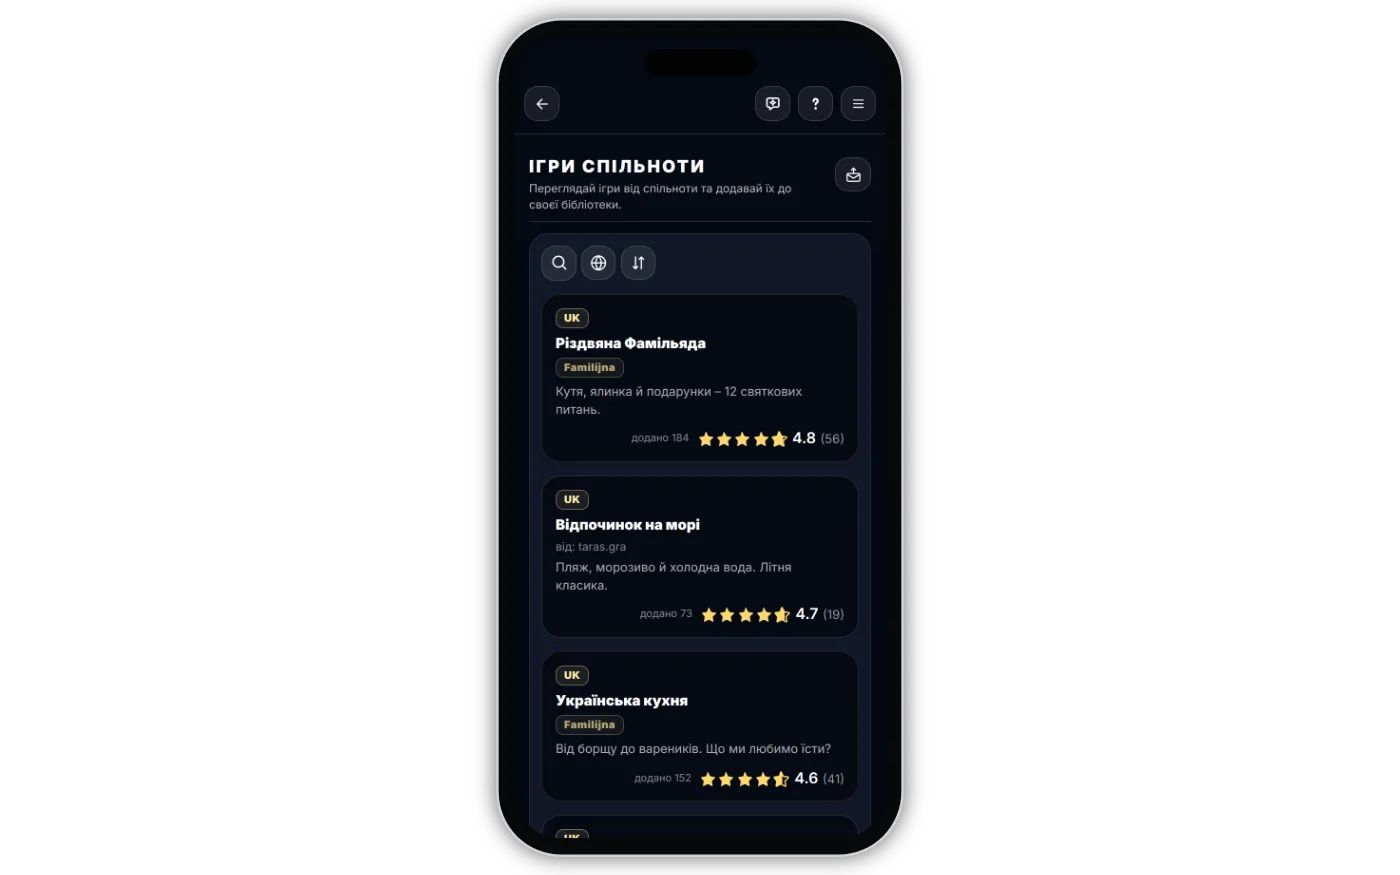 ?
ІГРИ СПІЛЬНОТИ
Переглядай ігри від спільноти та додавай їх до
своєї бібліотеки.
UK
Різдвяна Фамільяда
Familijna
Кутя, ялинка й подарунки – 12 святкових
питань.
додано 184 4.8 (56)
UK
Відпочинок на морі
від: taras.gra
Пляж, морозиво й холодна вода. Літня
класика.
додано 73 4.7 (19)
UK
Українська кухня
Familijna
Від борщу до вареників. Що ми любимо їсти?
додано 152 4.6 (41)
UK